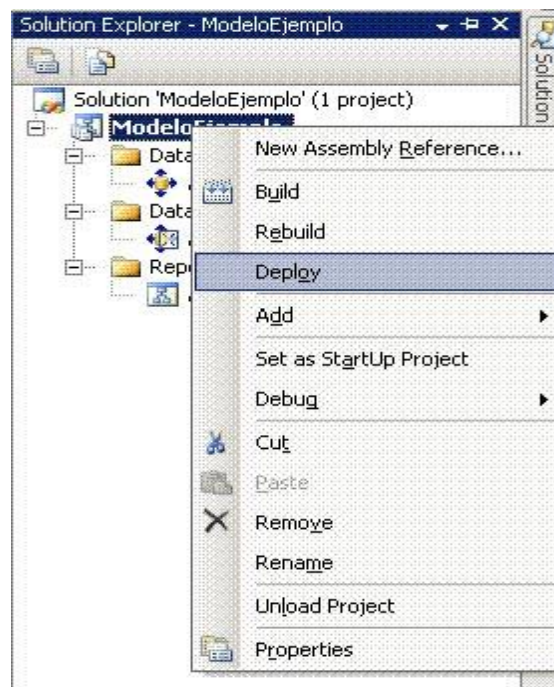 Solution Explorer - ModeloEjemplo
Solution
Solution 'ModeloEjemplo' (1 project)
ModeloEjemplo
Data
Data
Rep
New Assembly Reference...
Build
Rebuild
Deploy
Add
Set as StartUp Project
Debug
Cut
Paste
Remove
Rename
Unload Project
Properties